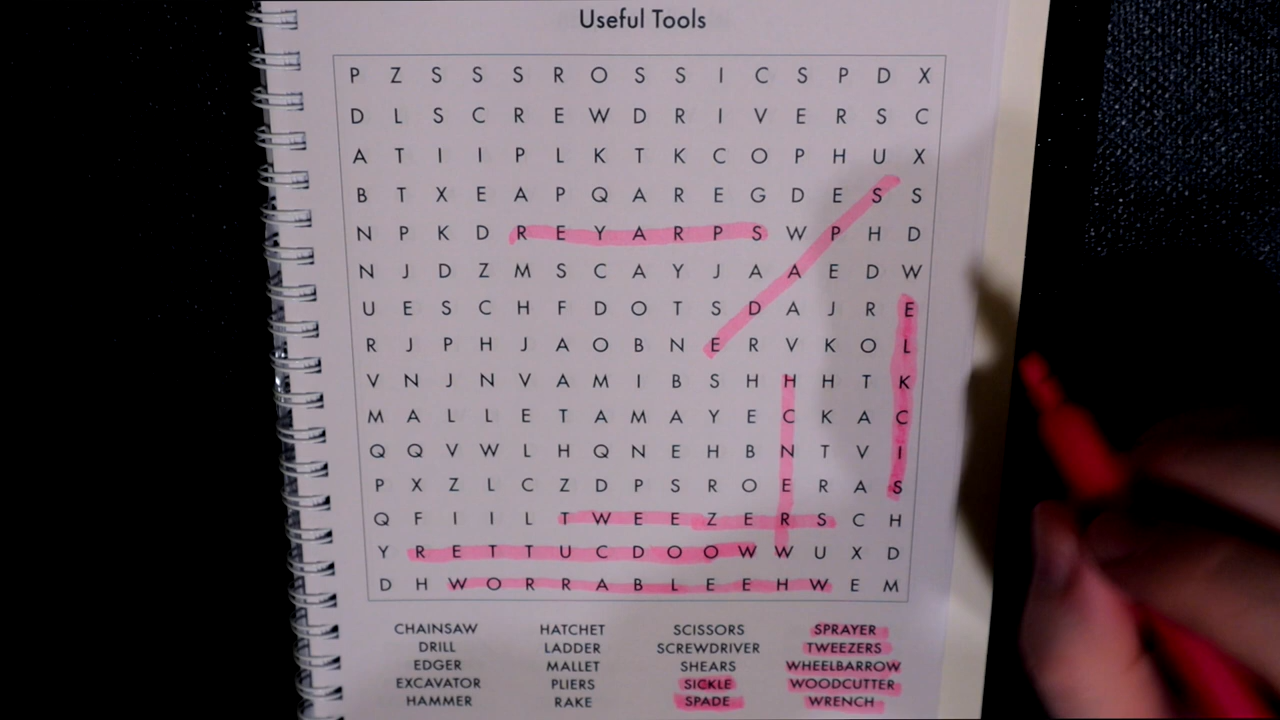 Useful Tools
P Z S S S R O S S I C S P D X
D L S C R E W D R I V E R S C
A T I I P L K T K C O P H U X
B T X E A P Q A R E G D E S S
N P K D R E Y A R P S W P H D
N J D Z M S C A Y J A A E D W
U E S C H F D O T S D A J R E
R J P H J A O B N E R V K O L
V N J N V A M I B S H H H T K
M A L L E T A M A Y E C K A C
Q Q V W L H Q N E H B N T V I
P X Z L C Z D P S R O E R A S
Q F I I L T W E E Z E R S C H
Y R E T T U C D O O W W U X D
D H W O R R A B L E E H W E M
CHAINSAW HATCHET SCISSORS SPRAYER
DRILL LADDER SCREWDRIVER TWEEZERS
EDGER MALLET SHEARS WHEELBARROW
EXCAVATOR PLIERS SICKLE WOODCUTTER
HAMMER RAKE SPADE WRENCH